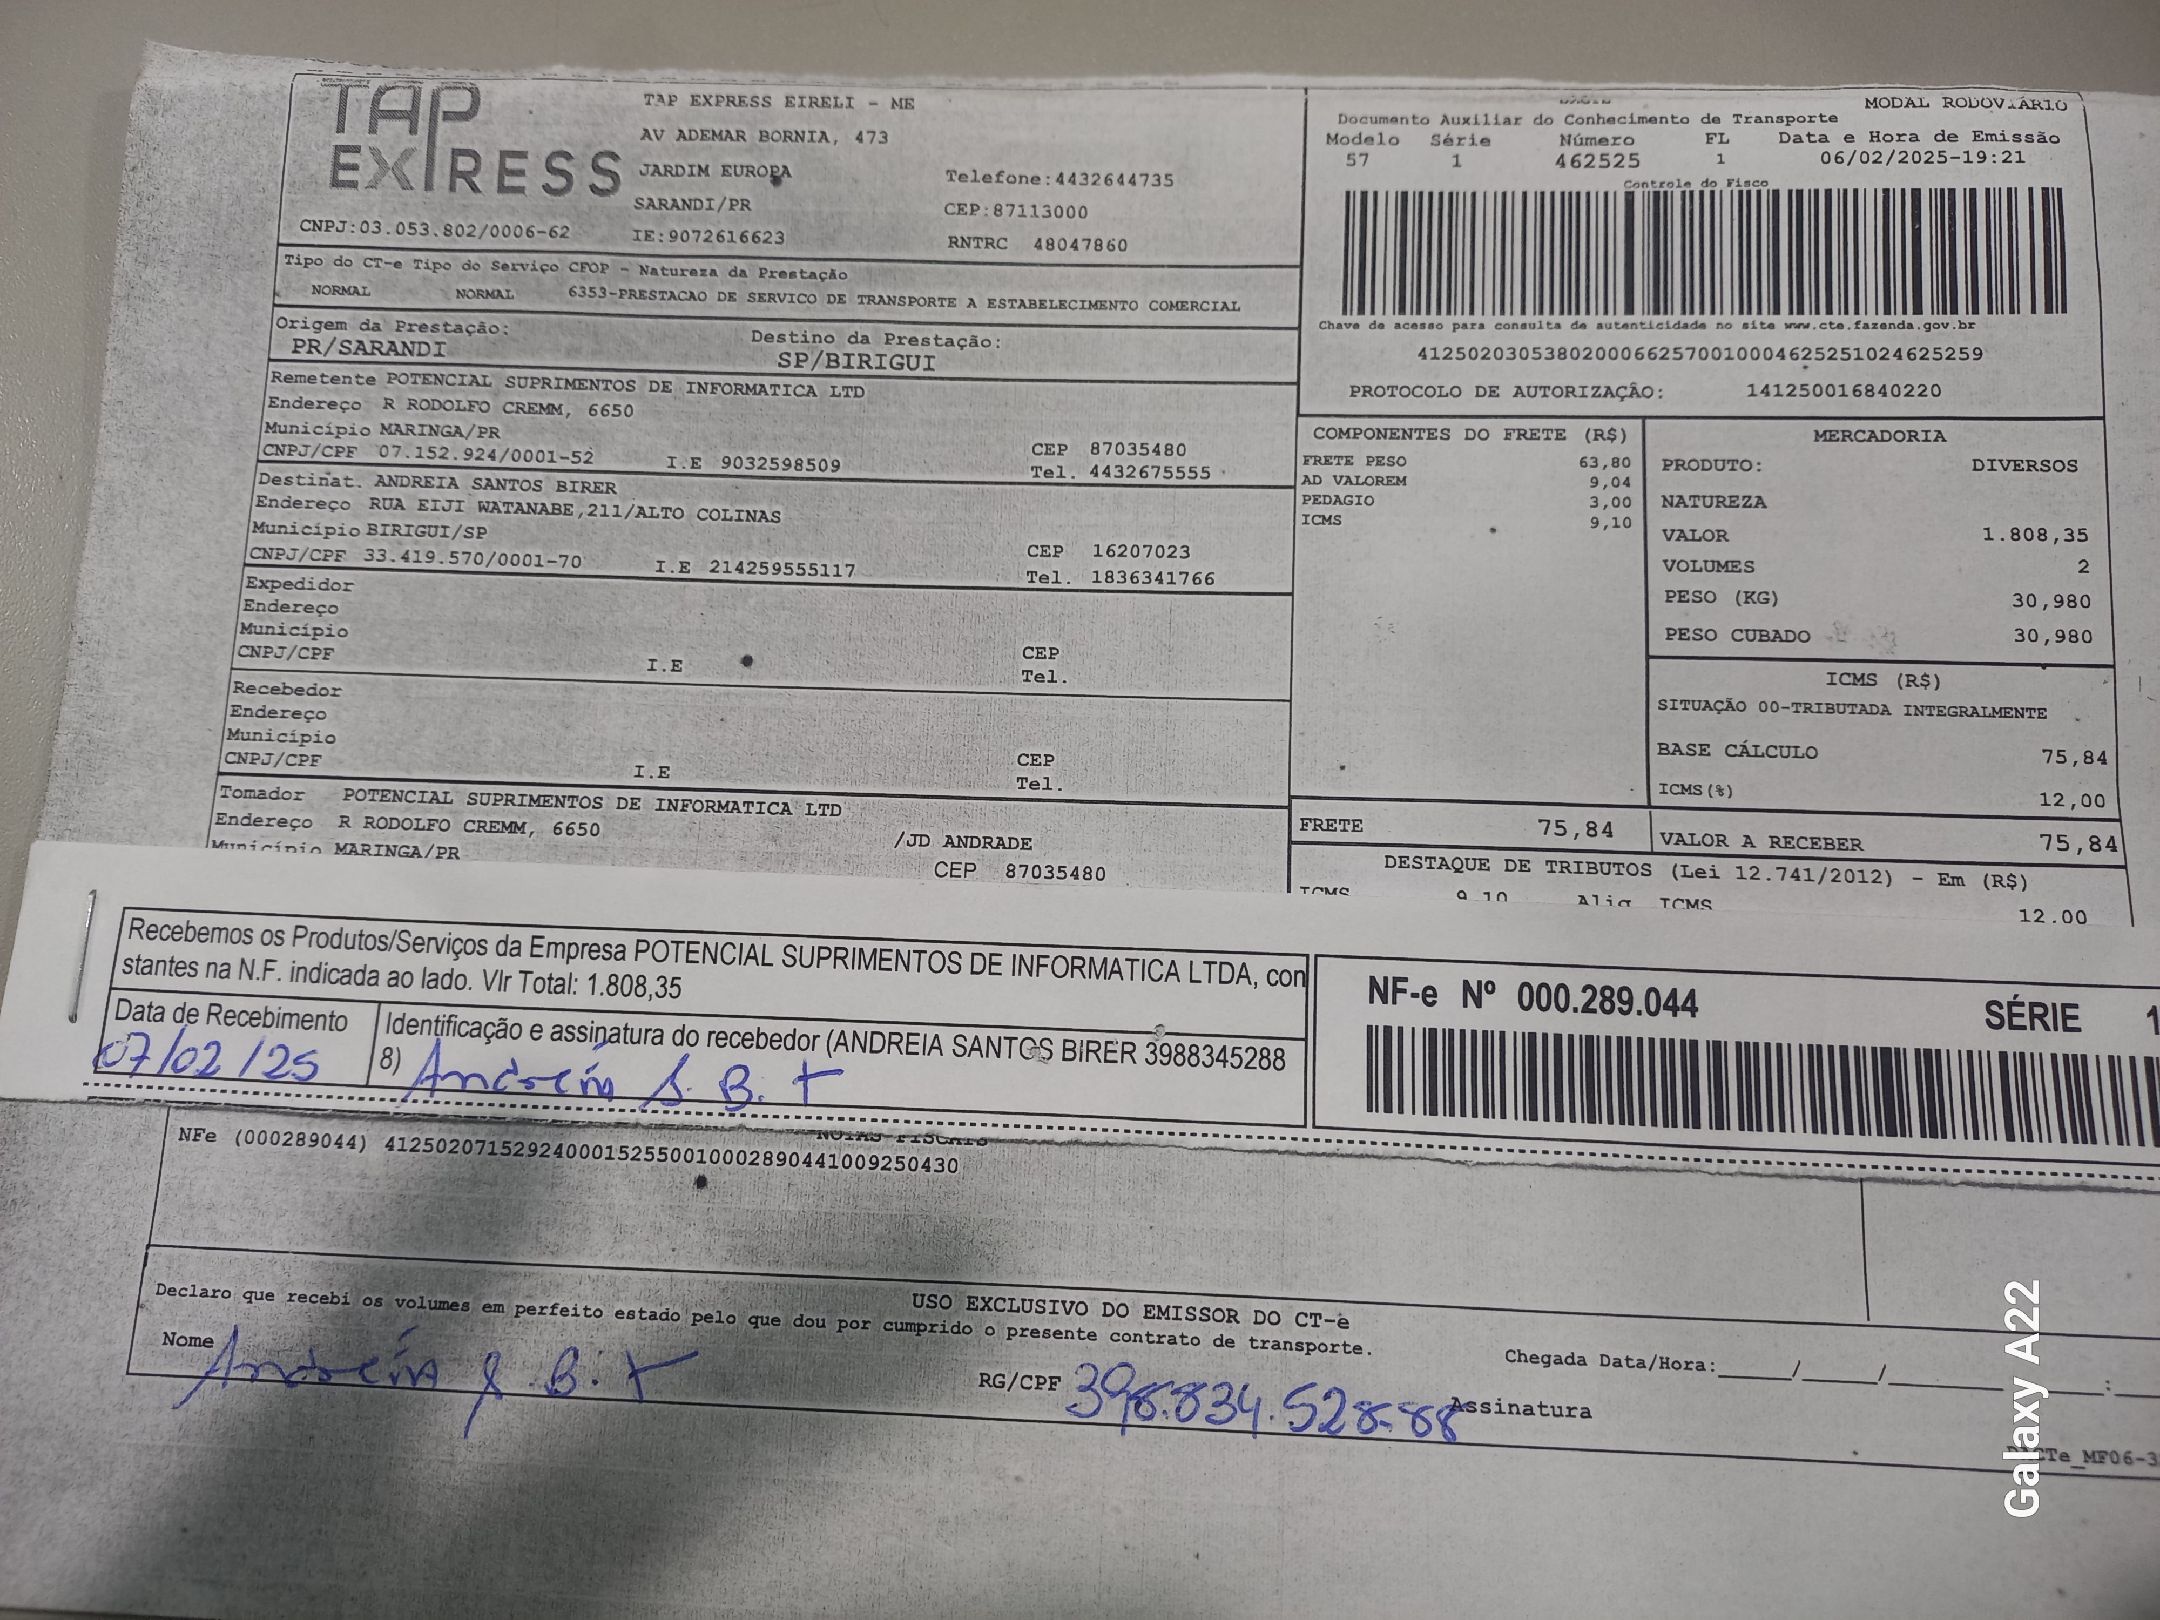 TAP
EXPRESS
TAP EXPRESS EIRELI - ME
AV ADEMAR BORNIA, 473
JARDIM EUROPA
Telefone:4432644735
SARANDI/PR
CEP:87113000
CNPJ:03.053.802/0006-62
IE:9072616623
RNTRC 48047860
MODAL RODOVIÁRIO
Documento Auxiliar do Conhecimento de Transporte
Modelo Série Número FL Data e Hora de Emissão
57 1 462525 1 06/02/2025-19:21
Controle do Fisco
Chave de acesso para consulta de autenticidade no site www.cte.fazenda.gov.br
41250203053802000662570010004625251024625259
PROTOCOLO DE AUTORIZAÇÃO: 141250016840220
Tipo do CT-e Tipo do Serviço CFOP - Natureza da Prestação
NORMAL NORMAL 6353-PRESTACAO DE SERVICO DE TRANSPORTE A ESTABELECIMENTO COMERCIAL
Origem da Prestação: Destino da Prestação:
PR/SARANDI SP/BIRIGUI
Remetente POTENCIAL SUPRIMENTOS DE INFORMATICA LTD
Endereço R RODOLFO CREMM, 6650
Município MARINGA/PR CEP 87035480
CNPJ/CPF 07.152.924/0001-52 I.E 9032598509 Tel. 4432675555
Destinat. ANDREIA SANTOS BIRER
Endereço RUA EIJI WATANABE,211/ALTO COLINAS
Município BIRIGUI/SP CEP 16207023
CNPJ/CPF 33.419.570/0001-70 I.E 214259555117 Tel. 1836341766
Expedidor
Endereço
Município CEP
CNPJ/CPF I.E Tel.
Recebedor
Endereço
Município CEP
CNPJ/CPF I.E Tel.
Tomador POTENCIAL SUPRIMENTOS DE INFORMATICA LTD
Endereço R RODOLFO CREMM, 6650 /JD ANDRADE
Município MARINGA/PR CEP 87035480
COMPONENTES DO FRETE (R$)
FRETE PESO 63,80
AD VALOREM 9,04
PEDAGIO 3,00
ICMS 9,10
MERCADORIA
PRODUTO: DIVERSOS
NATUREZA
VALOR 1.808,35
VOLUMES 2
PESO (KG) 30,980
PESO CUBADO 30,980
ICMS (R$)
SITUAÇÃO 00-TRIBUTADA INTEGRALMENTE
BASE CÁLCULO 75,84
ICMS(%) 12,00
FRETE 75,84 VALOR A RECEBER 75,84
DESTAQUE DE TRIBUTOS (Lei 12.741/2012) - Em (R$)
ICMS 9,10 Aliq ICMS 12.00
Recebemos os Produtos/Serviços da Empresa POTENCIAL SUPRIMENTOS DE INFORMATICA LTDA, con
stantes na N.F. indicada ao lado. Vlr Total: 1.808,35
Data de Recebimento Identificação e assinatura do recebedor (ANDREIA SANTOS BIRER 3988345288
8)
07/02/25 Andreia S. B. t
NF-e Nº 000.289.044 SÉRIE 1
NOTAS FISCAIS
NFe (000289044) 41250207152924000152550010002890441009250430
USO EXCLUSIVO DO EMISSOR DO CT-e
Declaro que recebi os volumes em perfeito estado pelo que dou por cumprido o presente contrato de transporte.
Nome Andreia S. B. t RG/CPF 398.834.528-88 Assinatura
Chegada Data/Hora:_____/_____/________:___
Galaxy A22